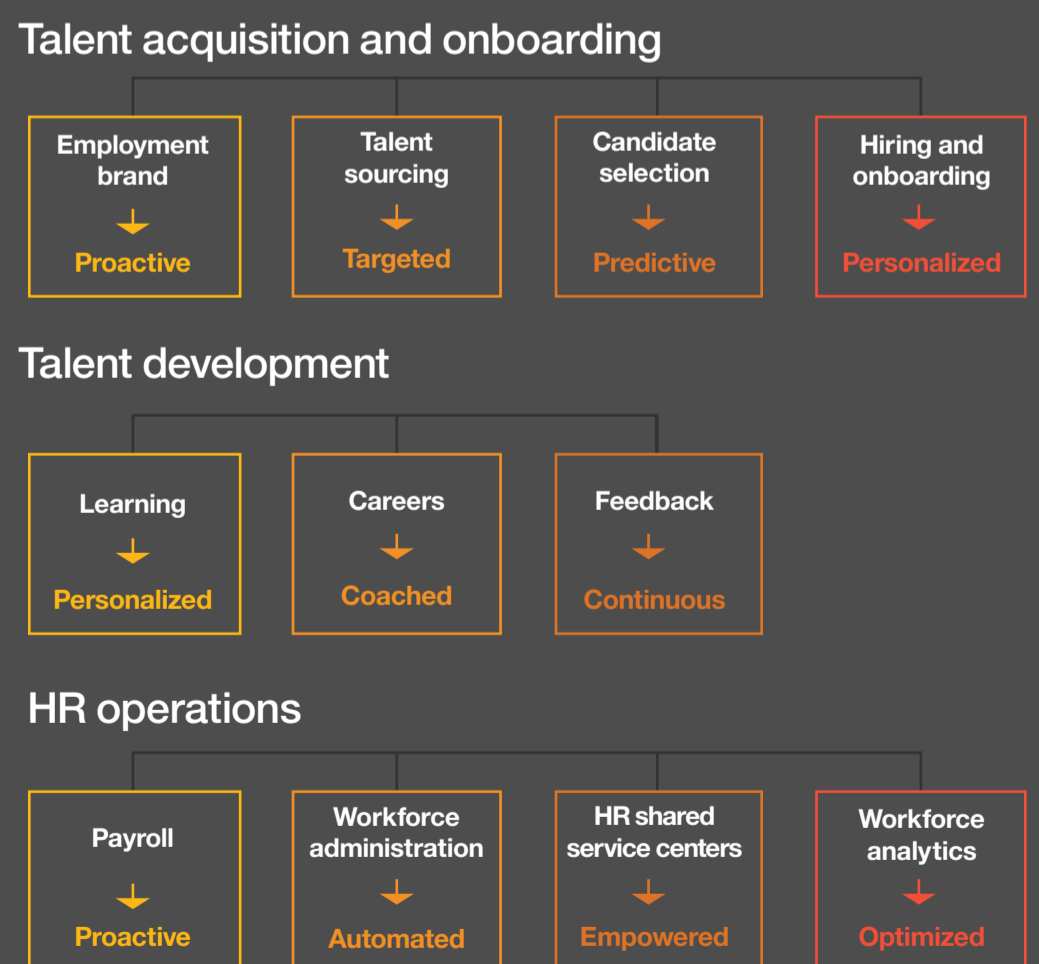 Talent acquisition and onboarding
Employment
brand
Proactive
Talent
sourcing
Targeted
Candidate
selection
Predictive
Hiring and
onboarding
Personalized
Talent development
Learning
Personalized
Careers
Coached
Feedback
Continuous
HR operations
Payroll
Proactive
Workforce
administration
Automated
HR shared
service centers
Empowered
Workforce
analytics
Optimized